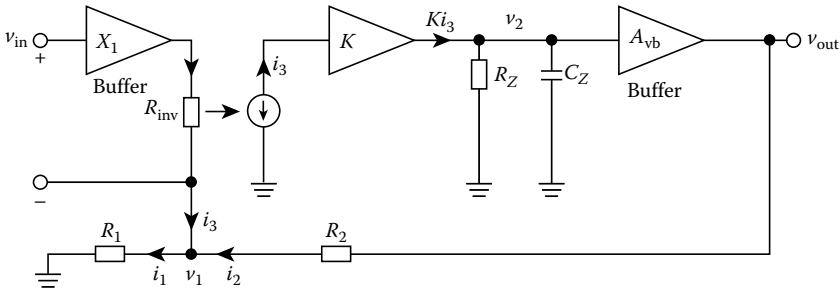 v_in
+
X_1
Buffer
R_inv
i_3
K
Ki_3
v_2
R_Z
C_Z
A_vb
Buffer
v_out
–
i_3
R_1
R_2
i_1
v_1
i_2